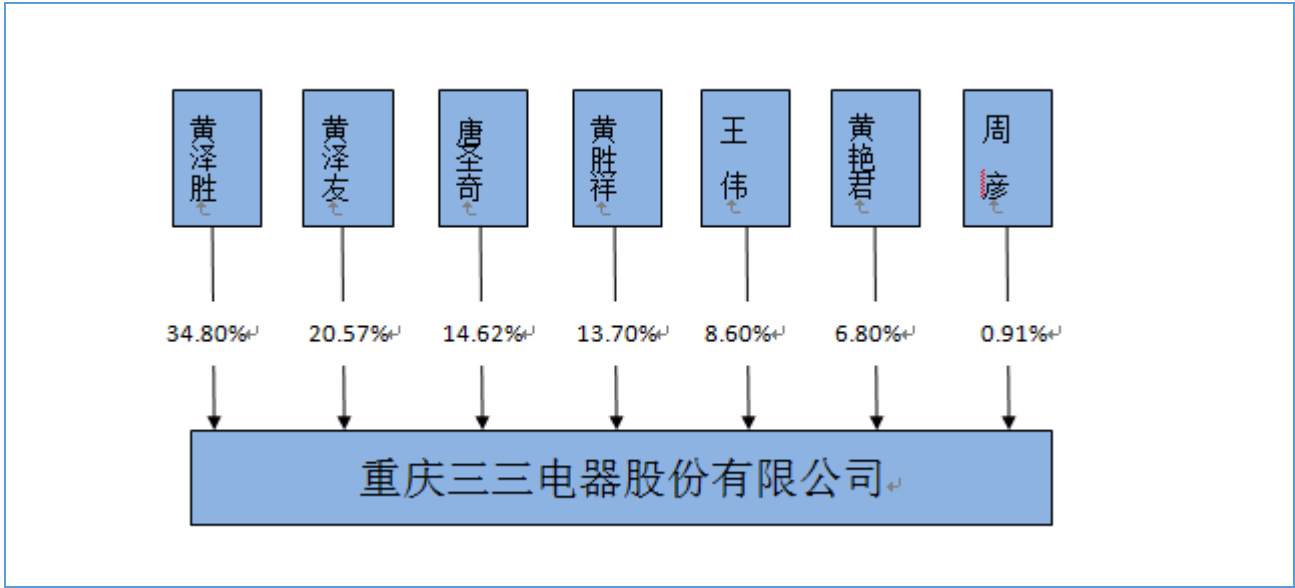 黄泽胜
黄泽友
唐圣奇
黄胜祥
王伟
黄艳君
周彦
34.80%
20.57%
14.62%
13.70%
8.60%
6.80%
0.91%
重庆三三电器股份有限公司